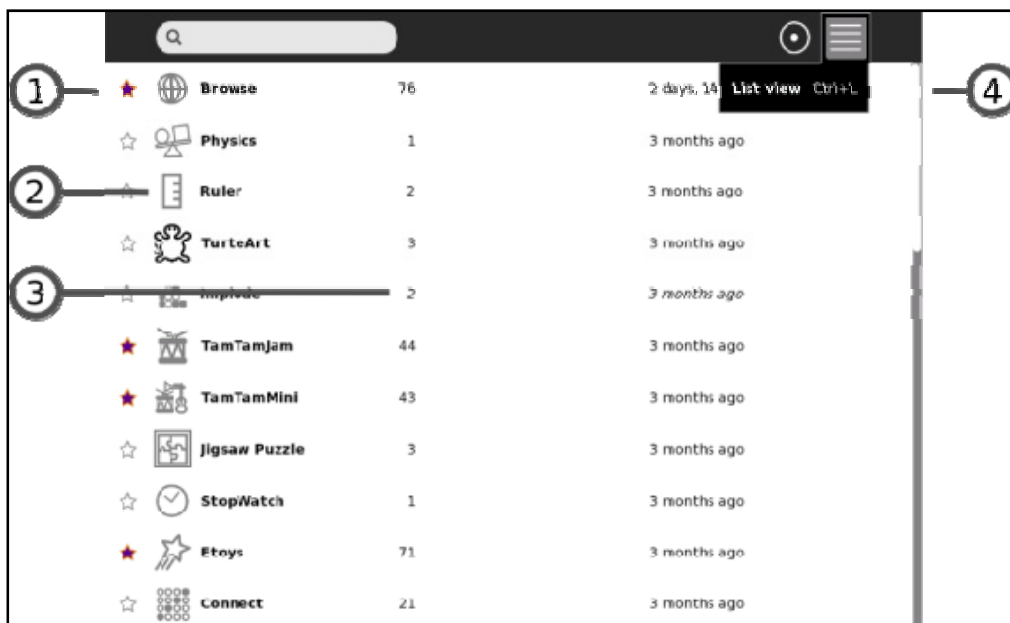 1 Browse 76 2 days, 14 List view Ctrl+L 4
Physics 1 3 months ago
2 Ruler 2 3 months ago
TurteArt 3 3 months ago
3 Implode 2 3 months ago
TamTamJam 44 3 months ago
TamTamMini 43 3 months ago
Jigsaw Puzzle 3 3 months ago
StopWatch 1 3 months ago
Etoys 71 3 months ago
Connect 21 3 months ago